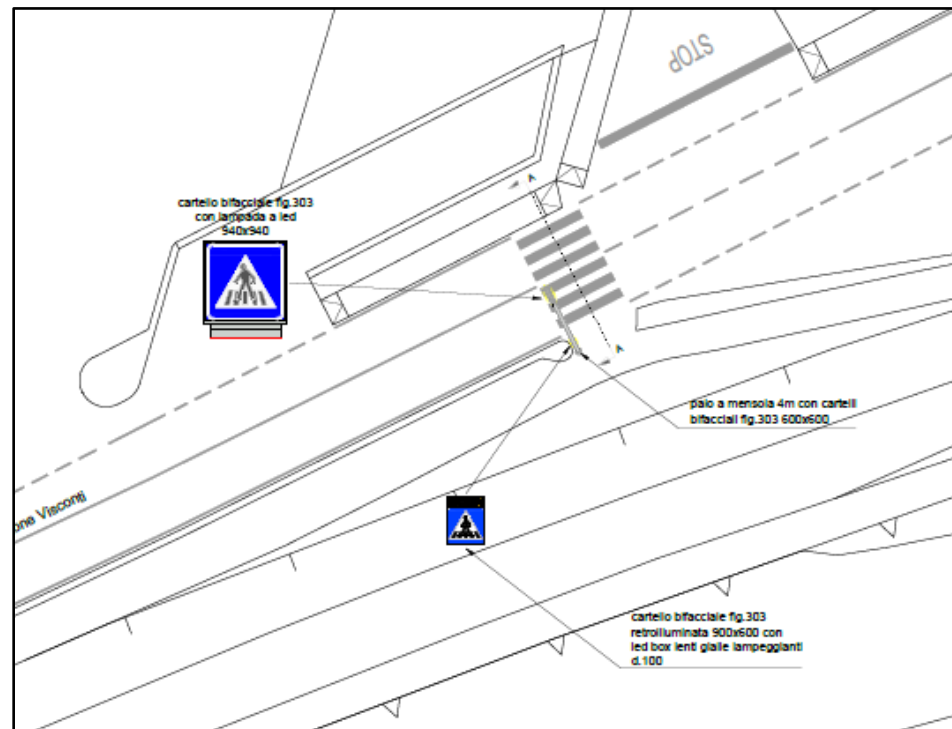 STOP
A
cartello bifacciale fig.303
con lampada a led
940x940
A
palo a mensola 4m con cartelli
bifacciali fig.303 600x600
one Visconti
cartello bifacciale fig.303
retroilluminata 900x600 con
led box lenti gialle lampeggianti
d.100